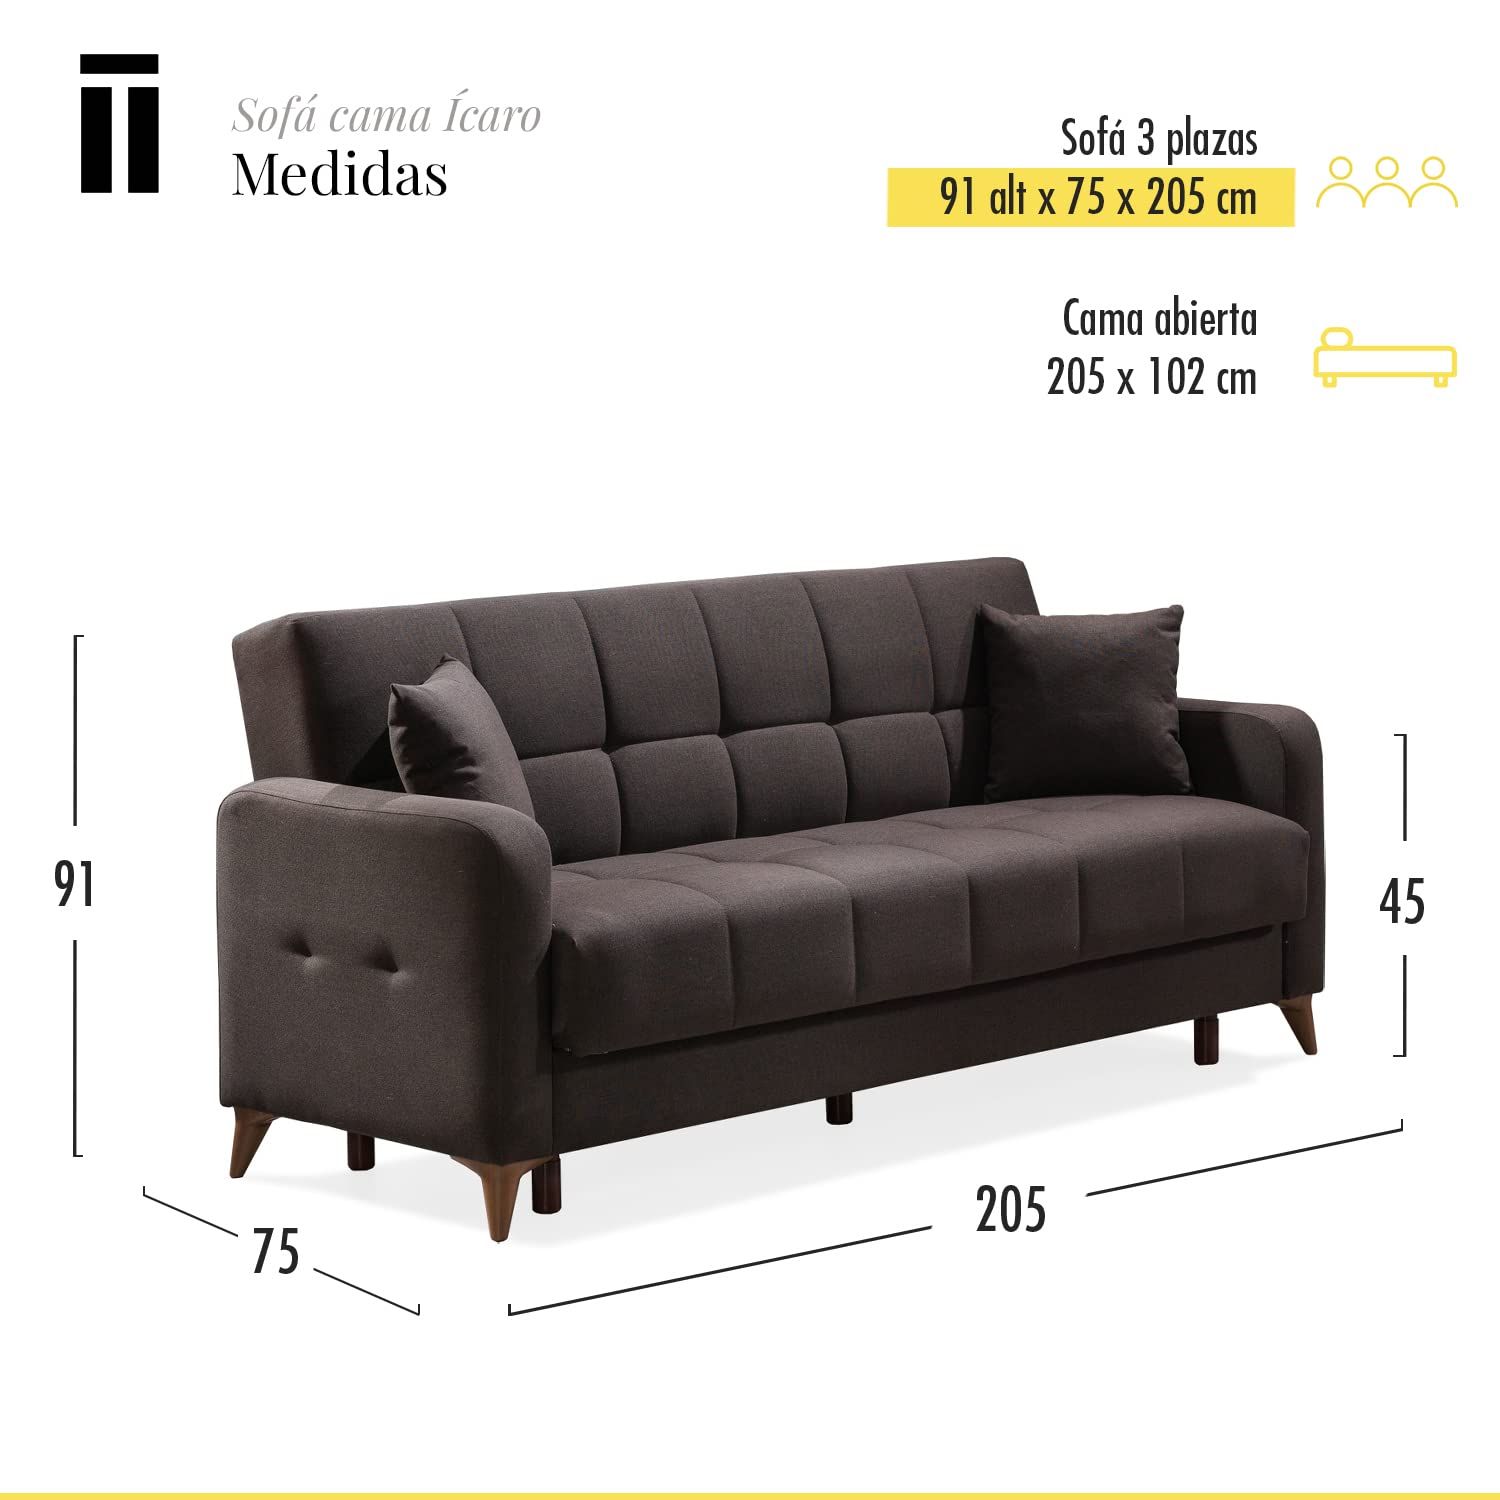 Sofá cama Ícaro
Medidas
Sofá 3 plazas
91 alt x 75 x 205 cm
Cama abierta
205 x 102 cm
91
45
75
205